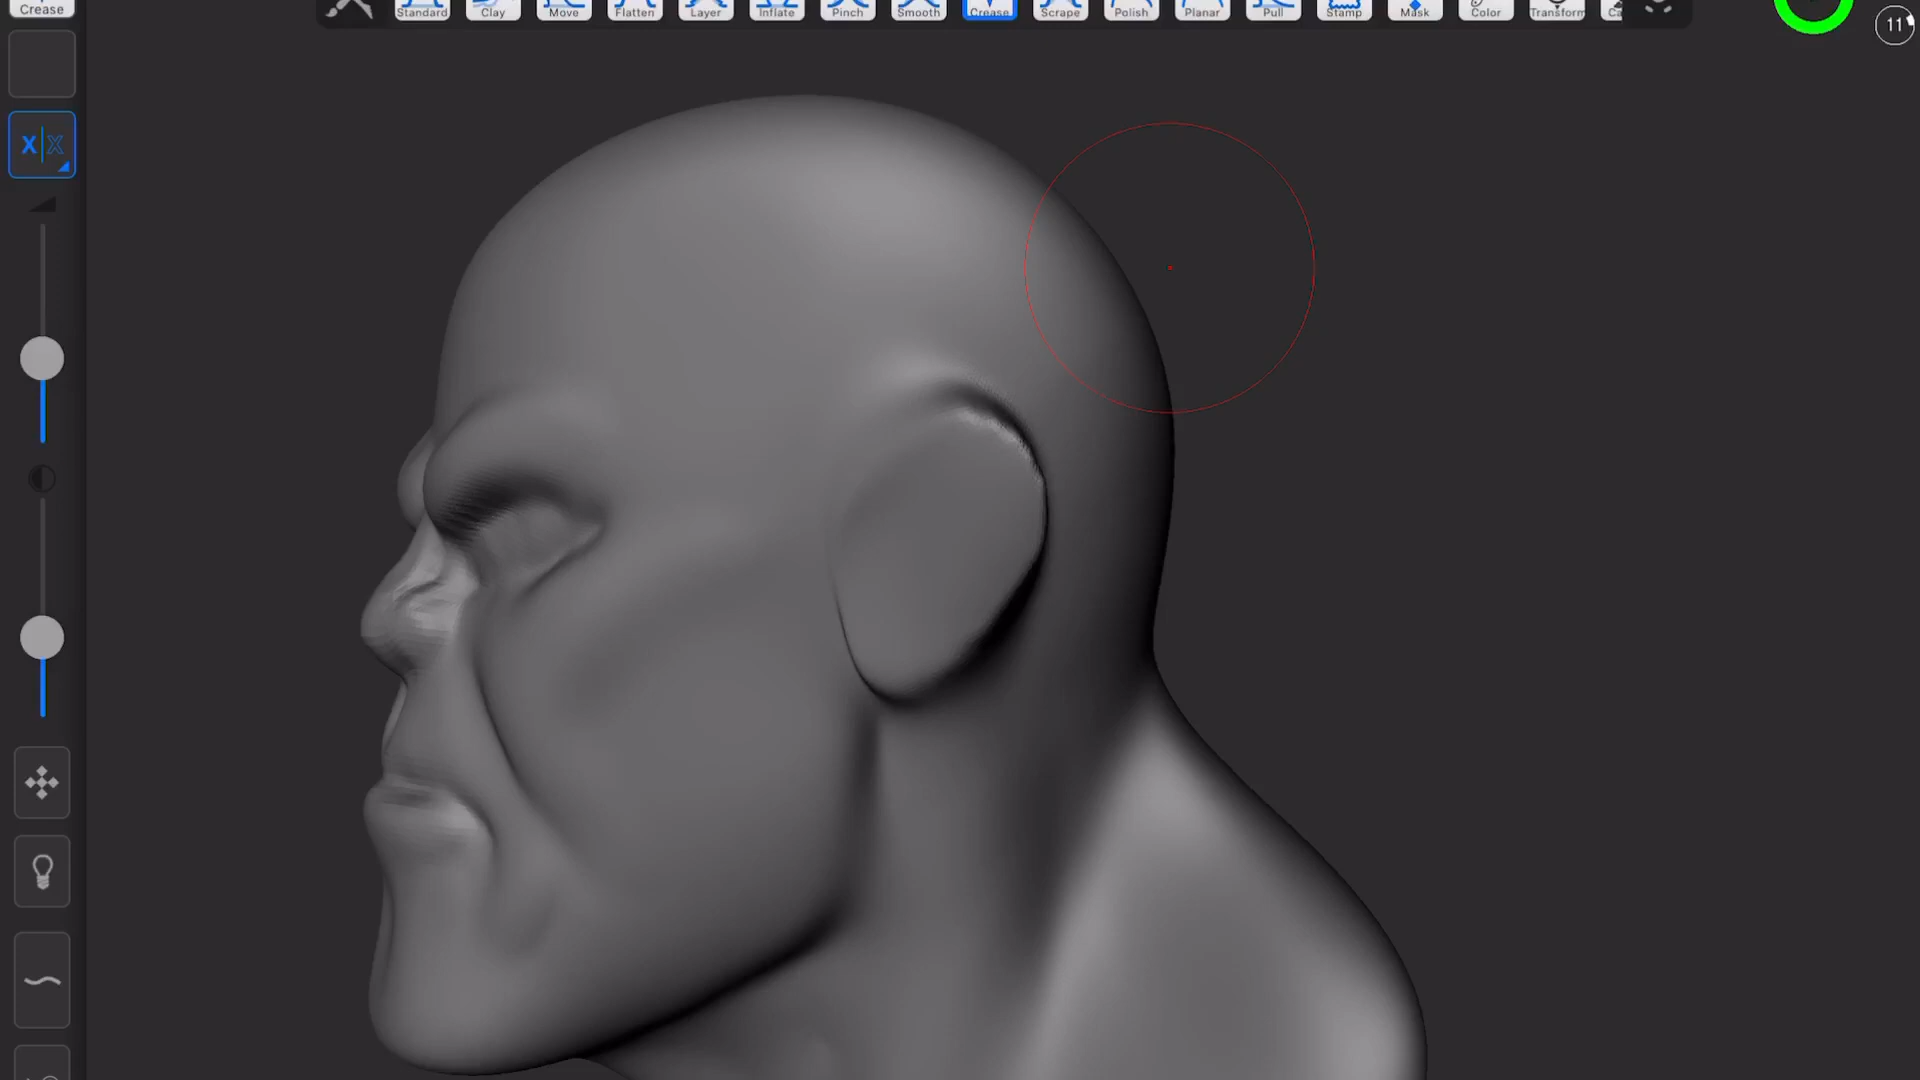 Crease
Standard Clay Move Flatten Layer Inflate Pinch Smooth Crease Scrape Polish Planar Pull Stamp Mask Color Transform
11
X X